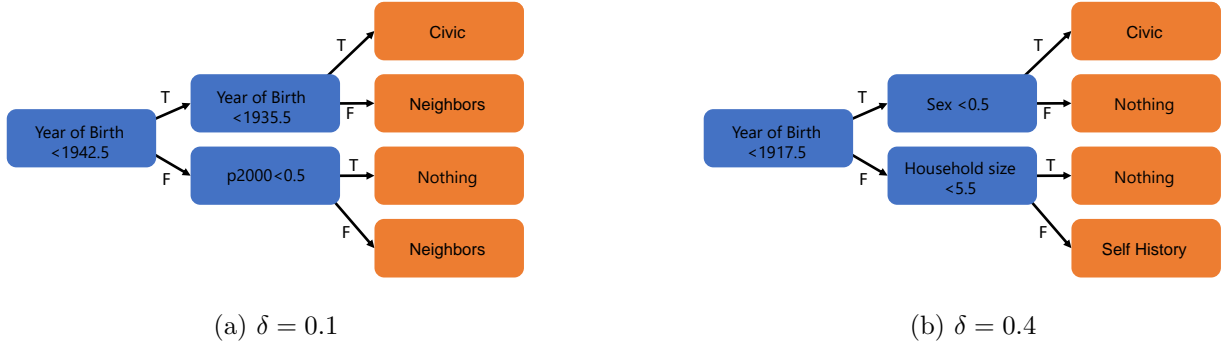 Year of Birth
<1942.5
T
F
Year of Birth
<1935.5
p2000<0.5
T
F
T
F
Civic
Neighbors
Nothing
Neighbors
(a) δ = 0.1
Year of Birth
<1917.5
T
F
Sex <0.5
Household size
<5.5
T
F
T
F
Civic
Nothing
Nothing
Self History
(b) δ = 0.4